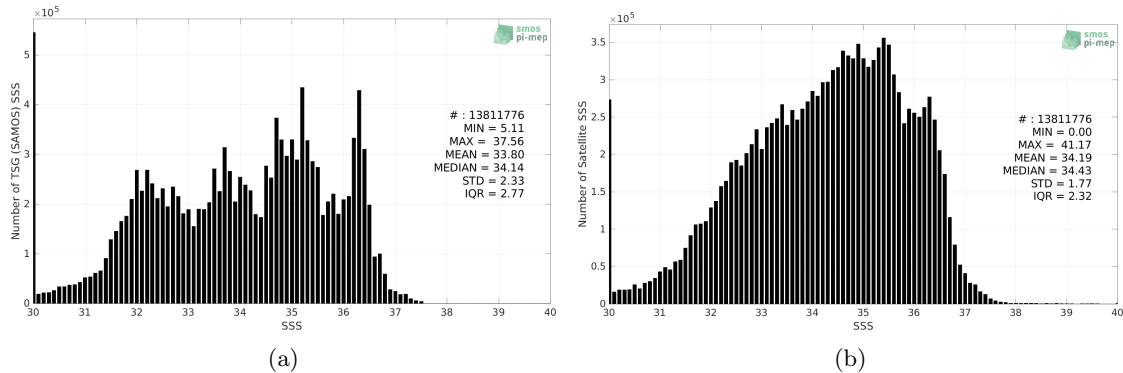 ×10⁵
5
4
3
2
1
0
Number of TSG (SAMOS) SSS
30 31 32 33 34 35 36 37 38 39 40
SSS
smos
pi-mep
# : 13811776
MIN = 5.11
MAX = 37.56
MEAN = 33.80
MEDIAN = 34.14
STD = 2.33
IQR = 2.77
(a)
×10⁵
3.5
3
2.5
2
1.5
1
0.5
0
Number of Satellite SSS
30 31 32 33 34 35 36 37 38 39 40
SSS
smos
pi-mep
# : 13811776
MIN = 0.00
MAX = 41.17
MEAN = 34.19
MEDIAN = 34.43
STD = 1.77
IQR = 2.32
(b)